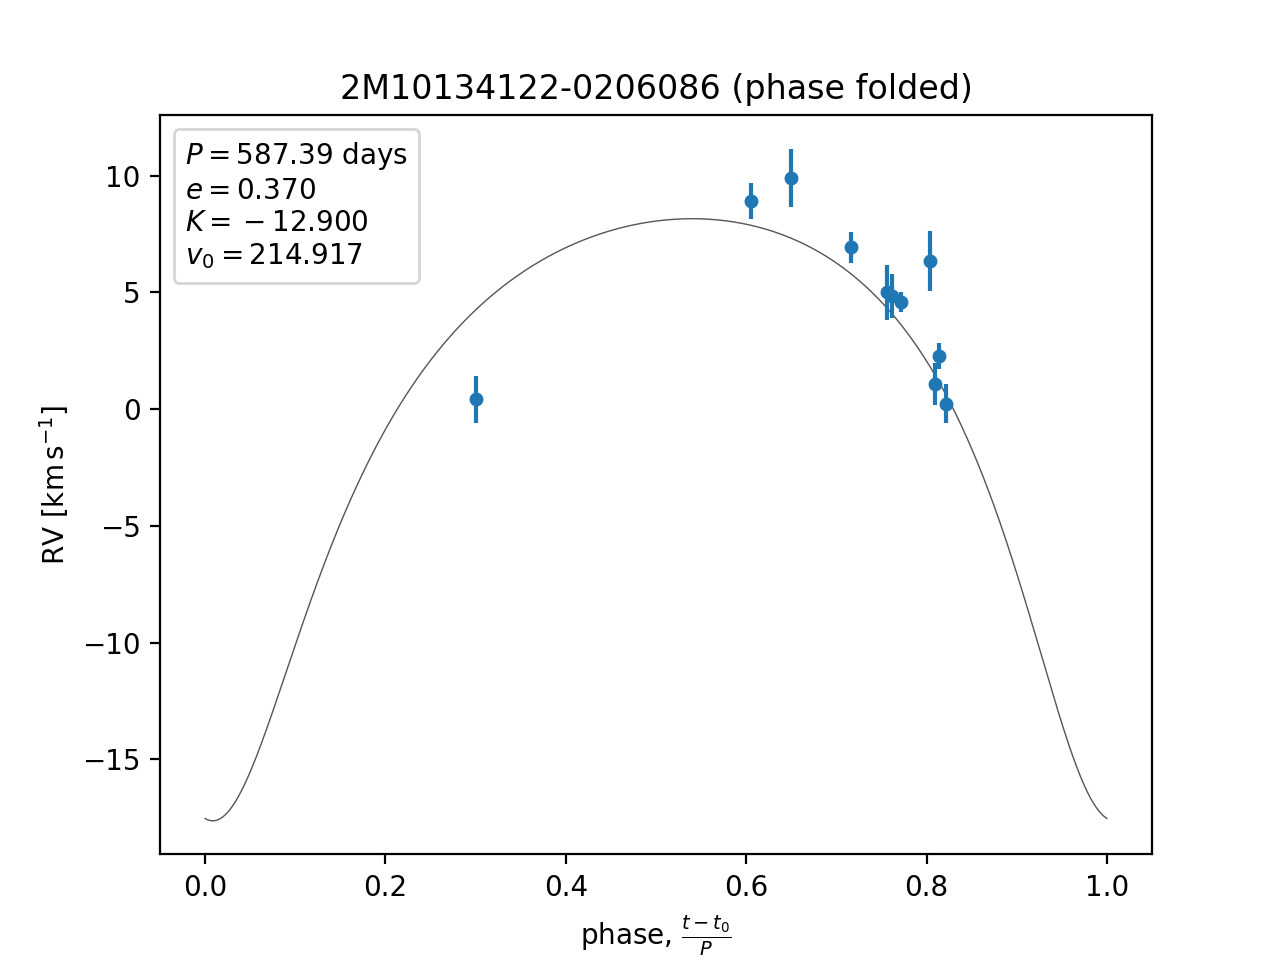 2M10134122-0206086 (phase folded)
P = 587.39 days
e = 0.370
K = −12.900
v₀ = 214.917
10
5
0
−5
−10
−15
RV [km s⁻¹]
0.0 0.2 0.4 0.6 0.8 1.0
phase, (t − t₀)/P